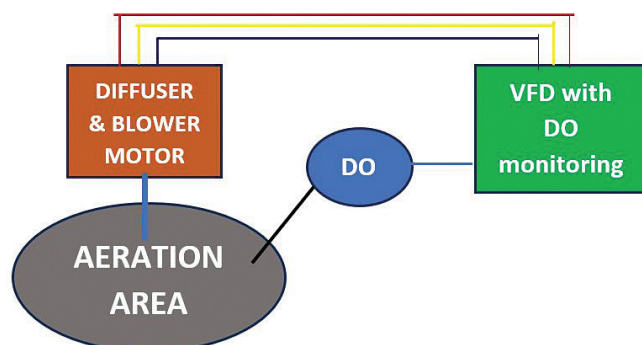 DIFFUSER
& BLOWER
MOTOR
VFD with
DO
monitoring
DO
AERATION
AREA